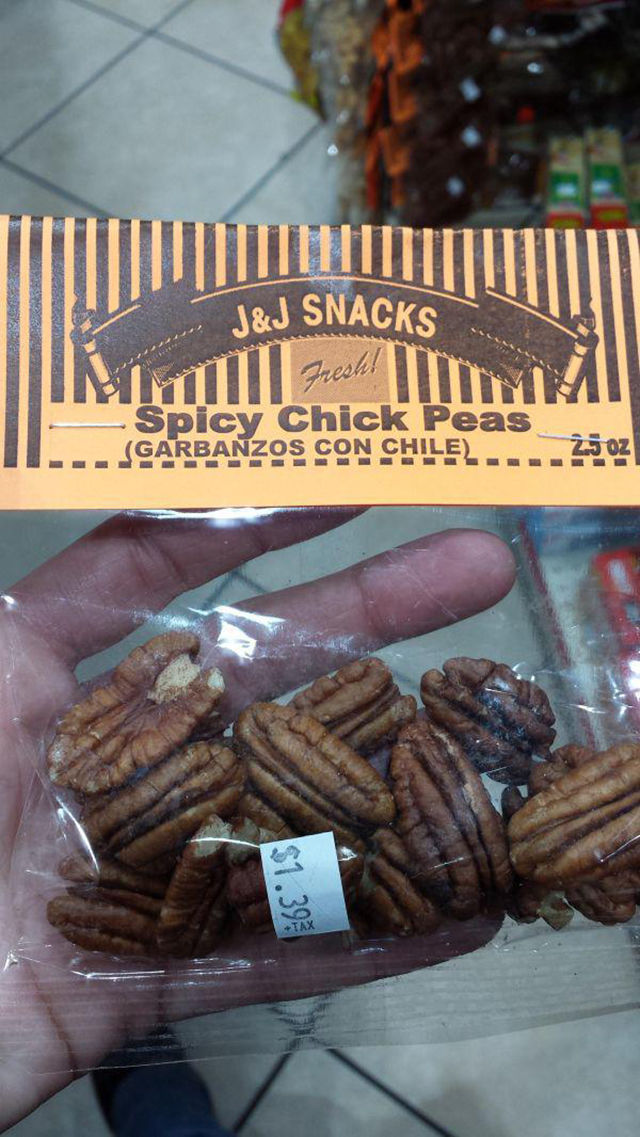 J&J SNACKS
Fresh!
Spicy Chick Peas
(GARBANZOS CON CHILE)
2.5 oz
$1.39
+TAX